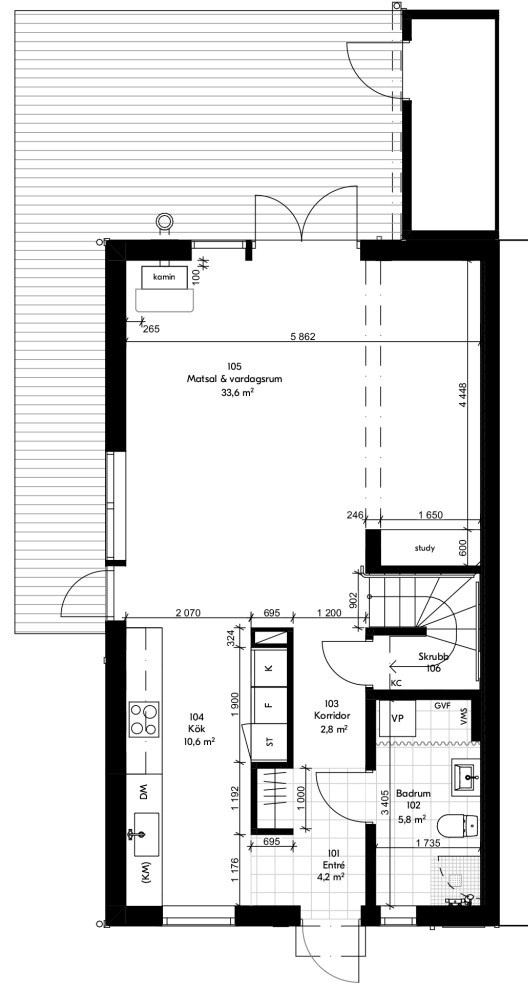 kamin
100
265
5 862
105
Matsal & vardagsrum
33,6 m²
4 448
246
1 650
study
600
902
2 070
695
1 200
324
Skrubb
106
KC
K
F
ST
1 900
103
Korridor
2,8 m²
104
Kök
10,6 m²
VP
GVF
VMS
DM
(KM)
1 192
1 000
3 405
Badrum
102
5,8 m²
1 735
695
101
Entré
4,2 m²
1 176